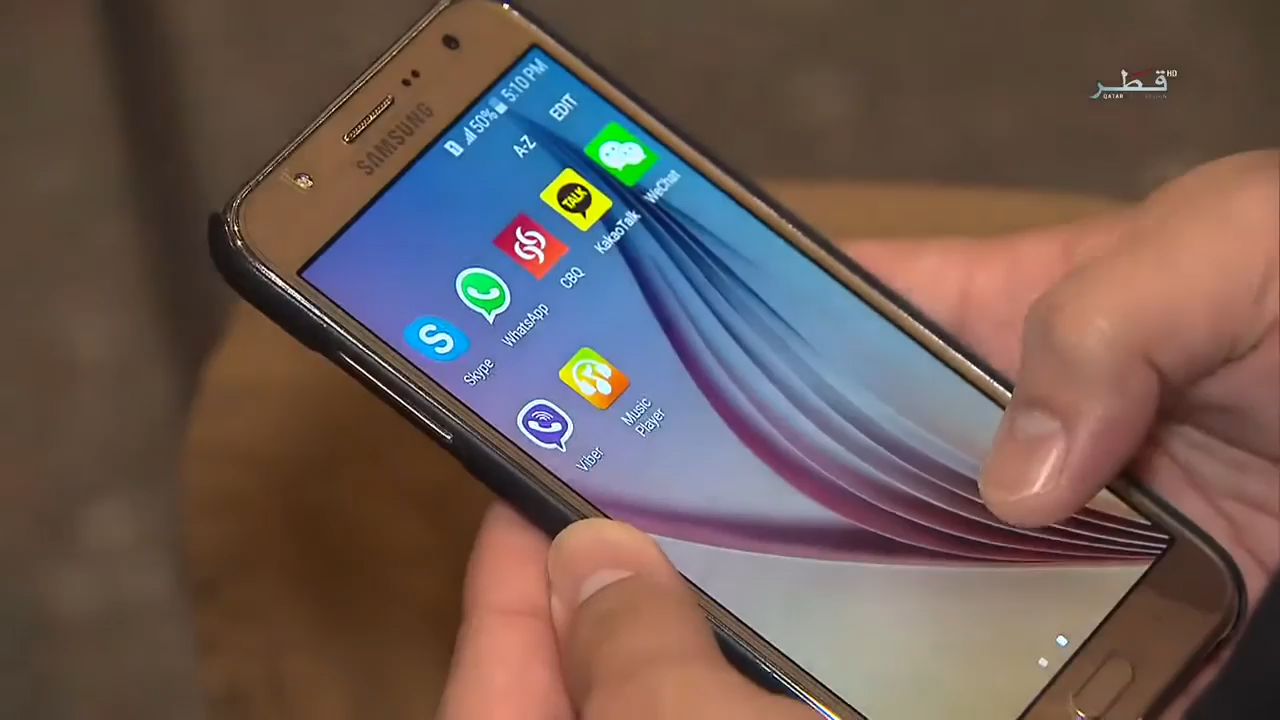 قطر HD
QATAR
SAMSUNG
50% 5:10 PM
A-Z EDIT
Skype WhatsApp CBQ KakaoTalk WeChat
TALK
S
Viber Music Player